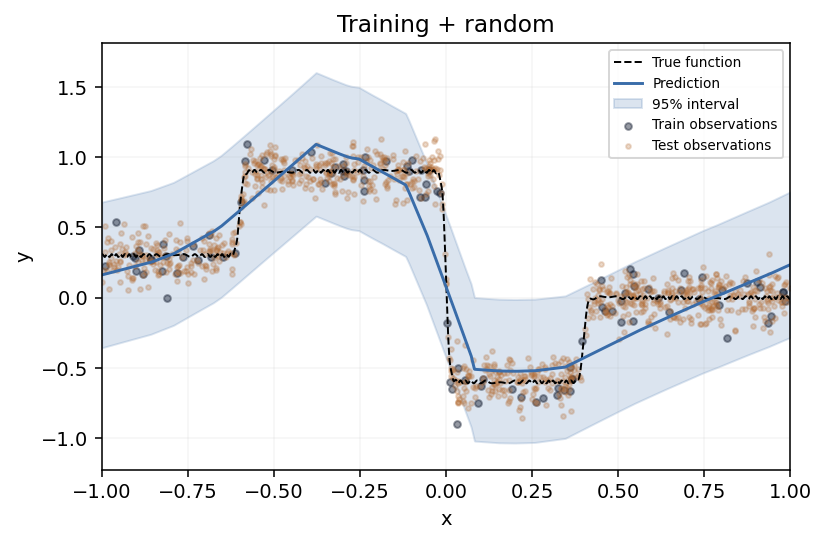 Training + random
True function
Prediction
95% interval
Train observations
Test observations
y
1.5
1.0
0.5
0.0
−0.5
−1.0
−1.00 −0.75 −0.50 −0.25 0.00 0.25 0.50 0.75 1.00
x